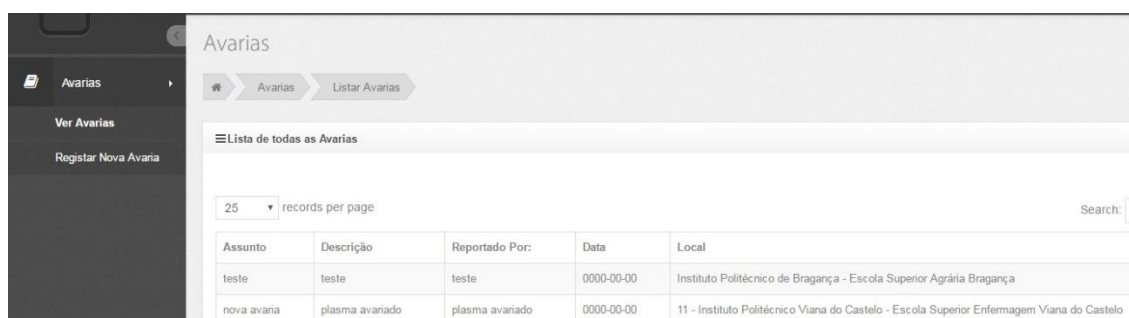 Avarias
Avarias
Ver Avarias
Registar Nova Avaria
Avarias
Listar Avarias
Lista de todas as Avarias
25 records per page
Search:
Assunto Descrição Reportado Por: Data Local
teste teste teste 0000-00-00 Instituto Politécnico de Bragança - Escola Superior Agrária Bragança
nova avaria plasma avariado plasma avariado 0000-00-00 11 - Instituto Politécnico Viana do Castelo - Escola Superior Enfermagem Viana do Castelo